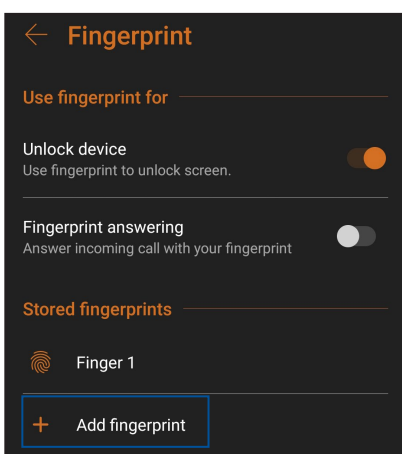 Fingerprint
Use fingerprint for
Unlock device
Use fingerprint to unlock screen.
Fingerprint answering
Answer incoming call with your fingerprint
Stored fingerprints
Finger 1
Add fingerprint